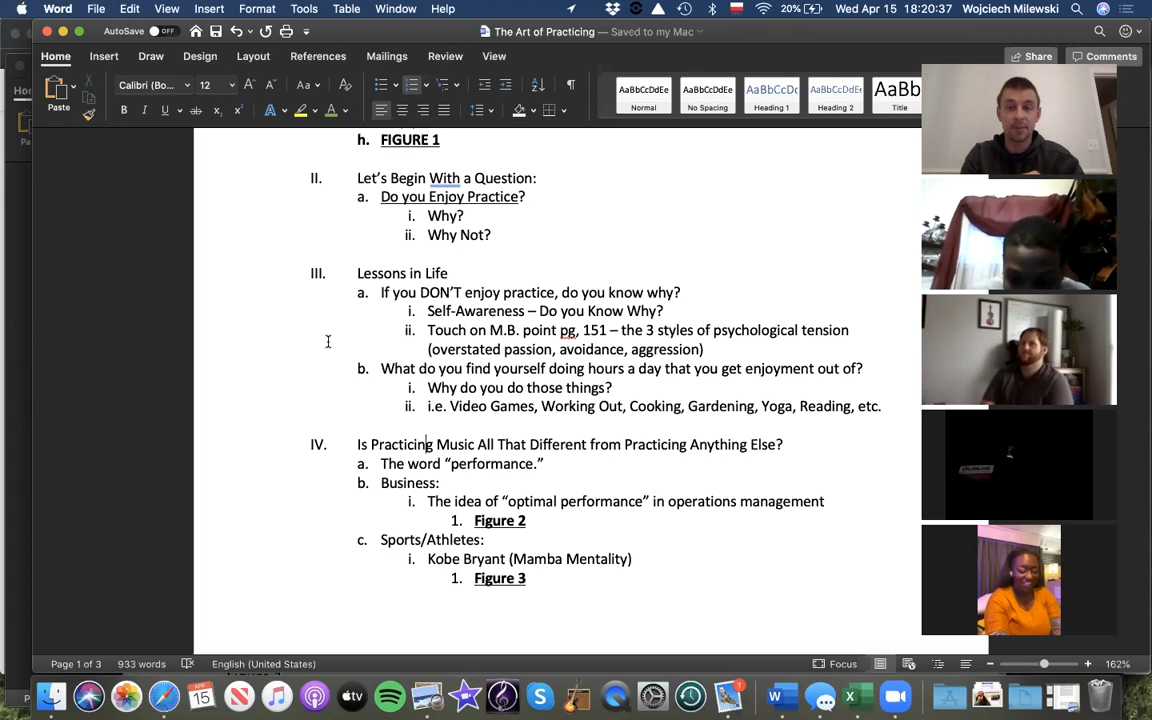 Word File Edit View Insert Format Tools Table Window Help 20% Wed Apr 15 18:20:37 Wojciech Milewski
AutoSave OFF The Art of Practicing — Saved to my Mac
Home Insert Draw Design Layout References Mailings Review View Share Comments
Paste Calibri (Bo... 12 AaBbCcDdEe AaBbCcDdEe AaBbCcDc AaBbCcDdEe AaBb
Normal No Spacing Heading 1 Heading 2 Title
h. FIGURE 1
II. Let's Begin With a Question:
a. Do you Enjoy Practice?
i. Why?
ii. Why Not?
III. Lessons in Life
a. If you DON'T enjoy practice, do you know why?
i. Self-Awareness – Do you Know Why?
ii. Touch on M.B. point pg, 151 – the 3 styles of psychological tension
(overstated passion, avoidance, aggression)
b. What do you find yourself doing hours a day that you get enjoyment out of?
i. Why do you do those things?
ii. i.e. Video Games, Working Out, Cooking, Gardening, Yoga, Reading, etc.
IV. Is Practicing Music All That Different from Practicing Anything Else?
a. The word "performance."
b. Business:
i. The idea of "optimal performance" in operations management
1. Figure 2
c. Sports/Athletes:
i. Kobe Bryant (Mamba Mentality)
1. Figure 3
Page 1 of 3 933 words English (United States) Focus 162%
APR 15 tv 1